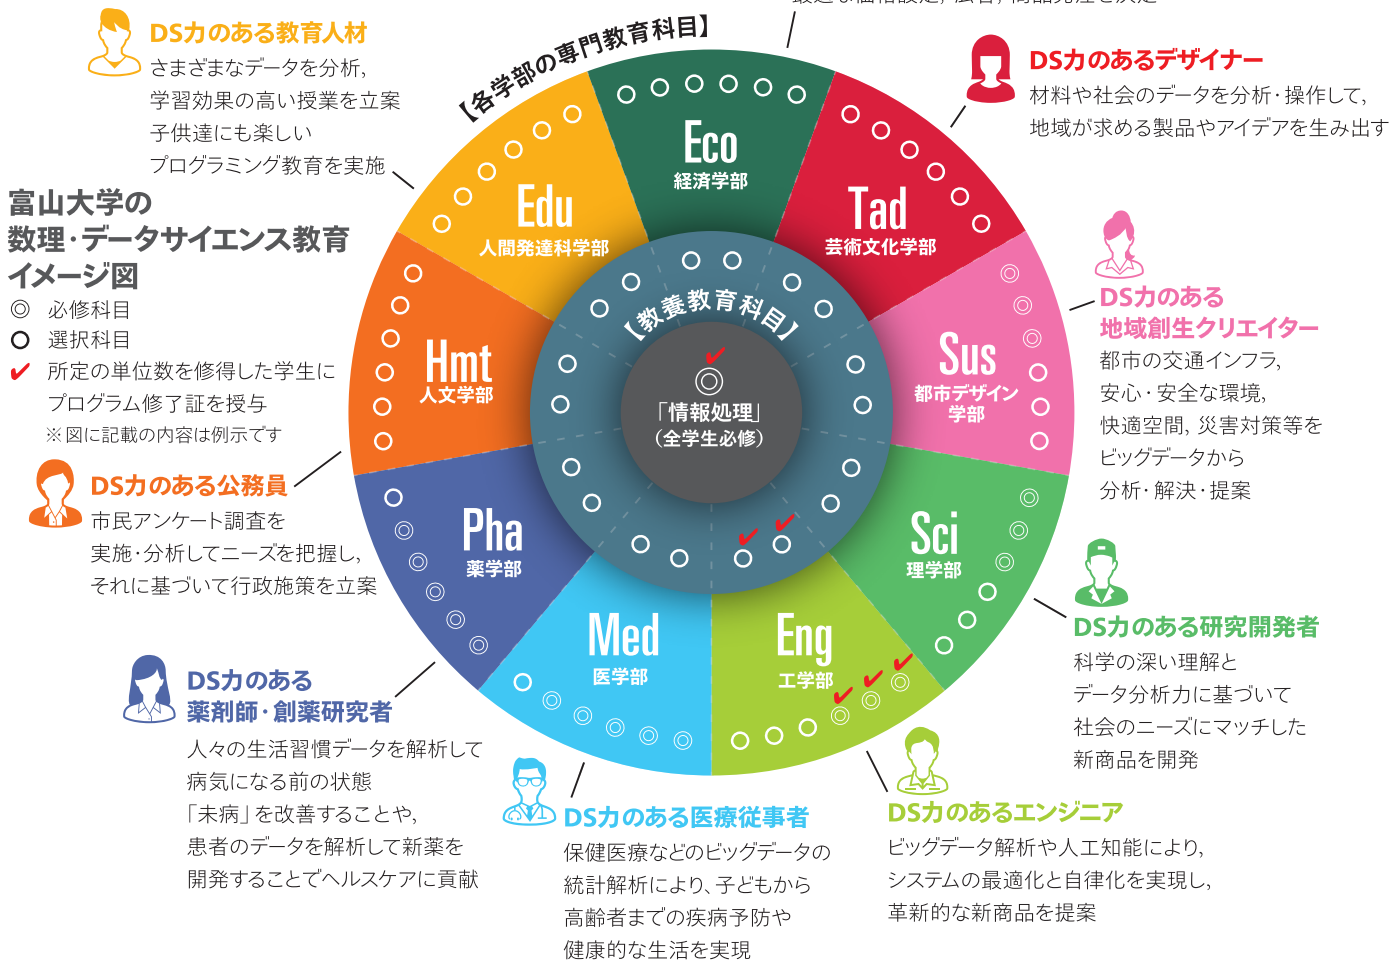 最適な価格設定, 広告, 商品発注を決定
【各学部の専門教育科目】
DS力のある教育人材
さまざまなデータを分析,
学習効果の高い授業を立案
子供達にも楽しい
プログラミング教育を実施
DS力のあるデザイナー
材料や社会のデータを分析・操作して,
地域が求める製品やアイデアを生み出す
富山大学の
数理・データサイエンス教育
イメージ図
◎ 必修科目
○ 選択科目
✔ 所定の単位数を修得した学生に
プログラム修了証を授与
※図に記載の内容は例示です
Eco
経済学部
Tad
芸術文化学部
Edu
人間発達科学部
Sus
都市デザイン
学部
Hmt
人文学部
Sci
理学部
Pha
薬学部
Eng
工学部
Med
医学部
【教養教育科目】
「情報処理」
（全学生必修）
DS力のある
地域創生クリエイター
都市の交通インフラ,
安心・安全な環境,
快適空間, 災害対策等を
ビッグデータから
分析・解決・提案
DS力のある公務員
市民アンケート調査を
実施・分析してニーズを把握し,
それに基づいて行政施策を立案
DS力のある研究開発者
科学の深い理解と
データ分析力に基づいて
社会のニーズにマッチした
新商品を開発
DS力のある
薬剤師・創薬研究者
人々の生活習慣データを解析して
病気になる前の状態
「未病」を改善することや,
患者のデータを解析して新薬を
開発することでヘルスケアに貢献
DS力のある医療従事者
保健医療などのビッグデータの
統計解析により、子どもから
高齢者までの疾病予防や
健康的な生活を実現
DS力のあるエンジニア
ビッグデータ解析や人工知能により,
システムの最適化と自律化を実現し,
革新的な新商品を提案